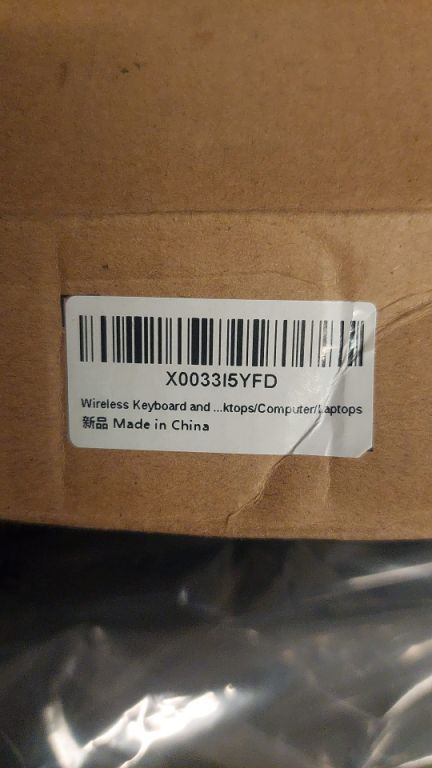 X0033I5YFD
Wireless Keyboard and ...ktops/Computer/Laptops
新品 Made in China